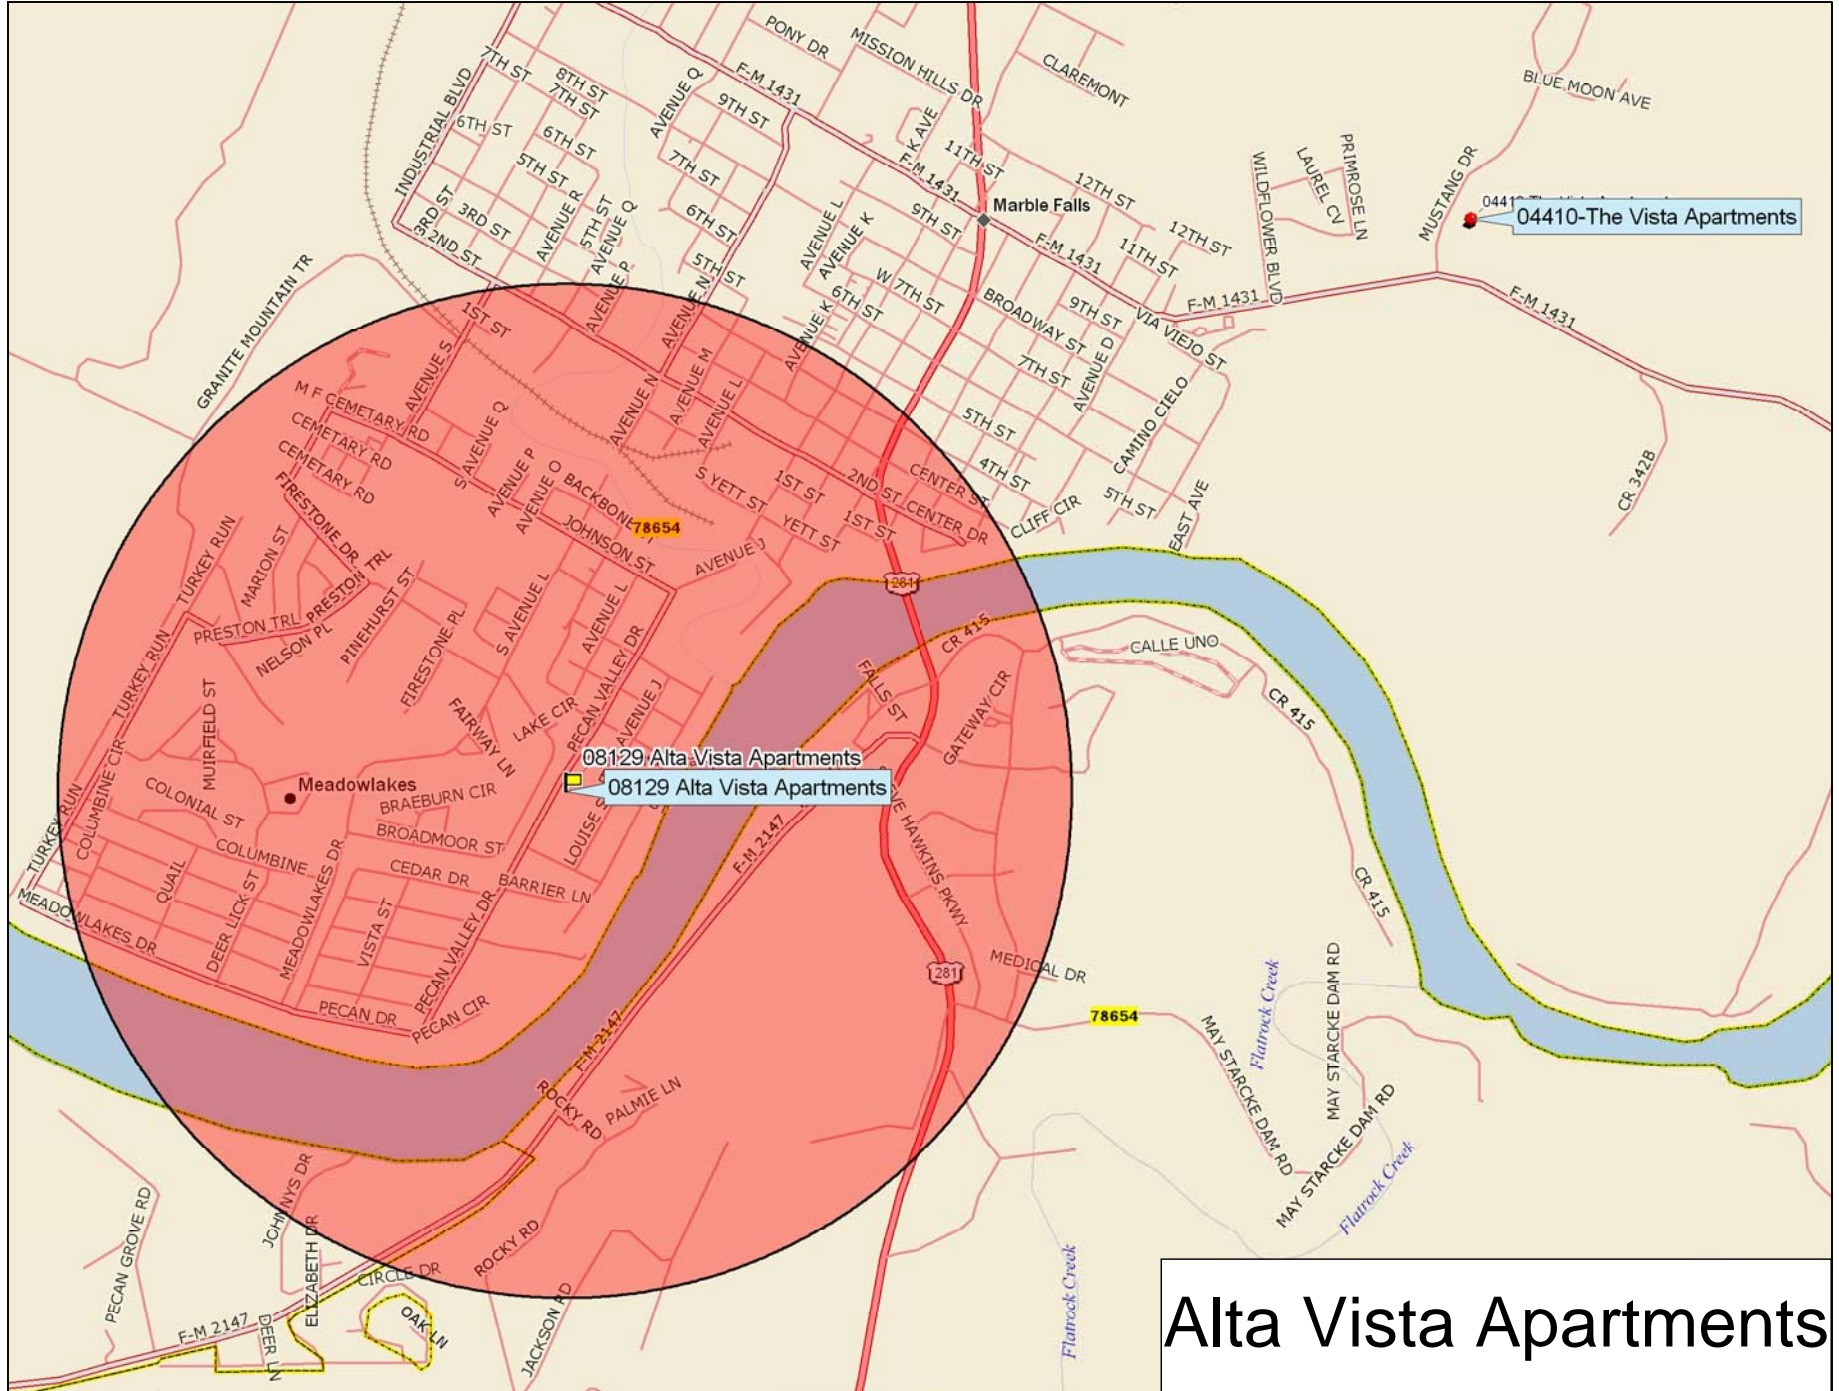 PONY DR
MISSION HILLS DR
CLAREMONT
BLUE MOON AVE
7TH ST
8TH ST
7TH ST
F-M 1431
AVENUE Q
9TH ST
INDUSTRIAL BLVD
6TH ST
6TH ST
5TH ST
7TH ST
K AVE
F-M 1431
11TH ST
12TH ST
WILDFLOWER BLVD
LAUREL CV
PRIMROSE LN
MUSTANG DR
3RD ST
3RD ST
2ND ST
AVENUE R
5TH ST
AVENUE Q
AVENUE P
6TH ST
5TH ST
AVENUE N
AVENUE L
AVENUE K
9TH ST
Marble Falls
F-M 1431
11TH ST
12TH ST
04410-The Vista Apartments
F-M 1431
F-M 1431
GRANITE MOUNTAIN TR
1ST ST
AVENUE S
AVENUE K
6TH ST
W 7TH ST
BROADWAY ST
9TH ST
VIA VIEJO ST
7TH ST
AVENUE D
CAMINO CIELO
M F CEMETARY RD
CEMETARY RD
CEMETARY RD
S AVENUE Q
AVENUE P
AVENUE O
AVENUE N
AVENUE M
AVENUE L
5TH ST
4TH ST
5TH ST
EAST AVE
CR 342B
FIRESTONE DR
BACKBONE
78654
JOHNSON ST
S YETT ST
1ST ST
2ND ST
CENTER ST
CENTER DR
CLIFF CIR
YETT ST
1ST ST
AVENUE J
TURKEY RUN
MARION ST
PRESTON TRL
PRESTON TRL
NELSON PL
PINEHURST ST
FIRESTONE PL
S AVENUE L
AVENUE L
281
CR 415
CALLE UNO
CR 415
TURKEY RUN
TURKEY RUN
MUIRFIELD ST
FAIRWAY LN
LAKE CIR
PECAN VALLEY DR
AVENUE J
FALLS ST
GATEWAY CIR
08129 Alta Vista Apartments
08129 Alta Vista Apartments
Meadowlakes
COLUMBINE CIR
COLONIAL ST
BRAEBURN CIR
BROADMOOR ST
COLUMBINE
LOUISE S
F-M 2147
AVE HAWKINS PKWY
CR 415
TURKEY RUN
QUAIL
MEADOWLAKES DR
CEDAR DR
BARRIER LN
MEADOWLAKES DR
DEER LICK ST
VISTA ST
PECAN VALLEY DR
PECAN DR
PECAN CIR
281
MEDICAL DR
78654
Flatrock Creek
MAY STARCKE DAM RD
MAY STARCKE DAM RD
MAY STARCKE DAM RD
Flatrock Creek
F-M 2147
ROCKY RD
PALMIE LN
PECAN GROVE RD
JOHNNYS DR
ELIZABETH DR
ROCKY RD
CIRCLE DR
OAK LN
F-M 2147
DEER LN
JACKSON RD
Flatrock Creek
Alta Vista Apartments